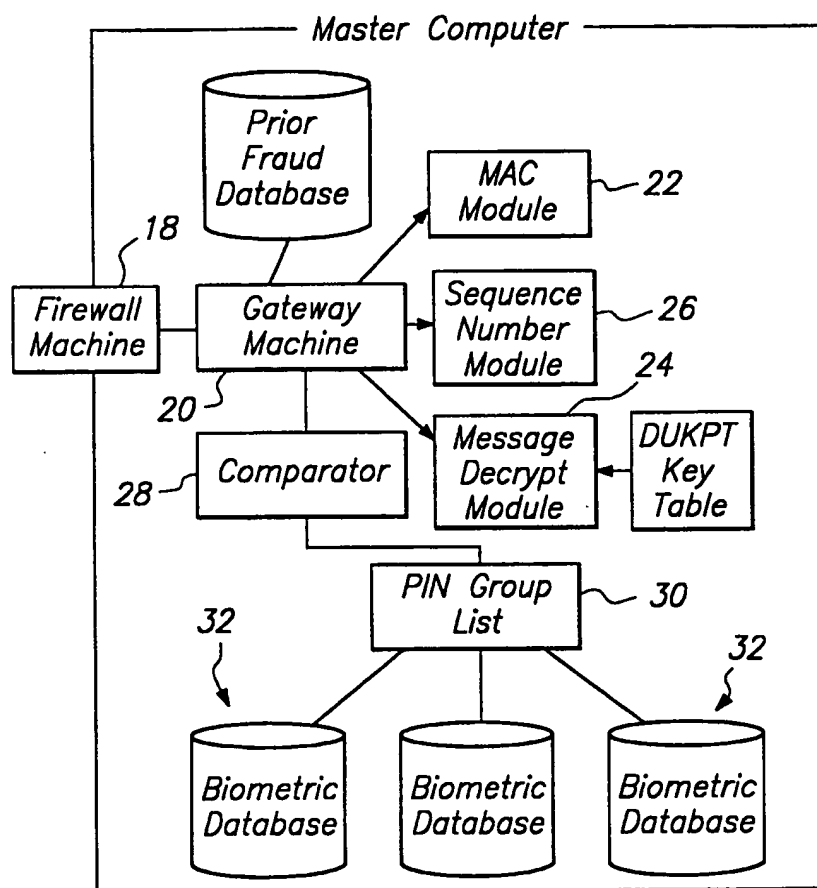 Master Computer
Prior
Fraud
Database
MAC
Module
22
18
Firewall
Machine
Gateway
Machine
Sequence
Number
Module
26
20
24
Comparator
28
Message
Decrypt
Module
DUKPT
Key
Table
PIN Group
List
30
32
32
Biometric
Database
Biometric
Database
Biometric
Database